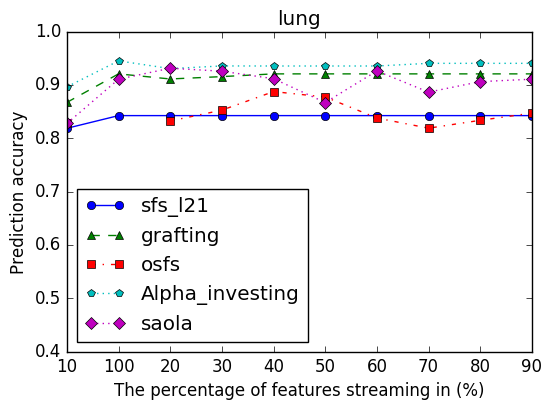 lung
Prediction accuracy
1.0
0.9
0.8
0.7
0.6
0.5
0.4
sfs_l21
grafting
osfs
Alpha_investing
saola
10 100 20 30 40 50 60 70 80 90
The percentage of features streaming in (%)